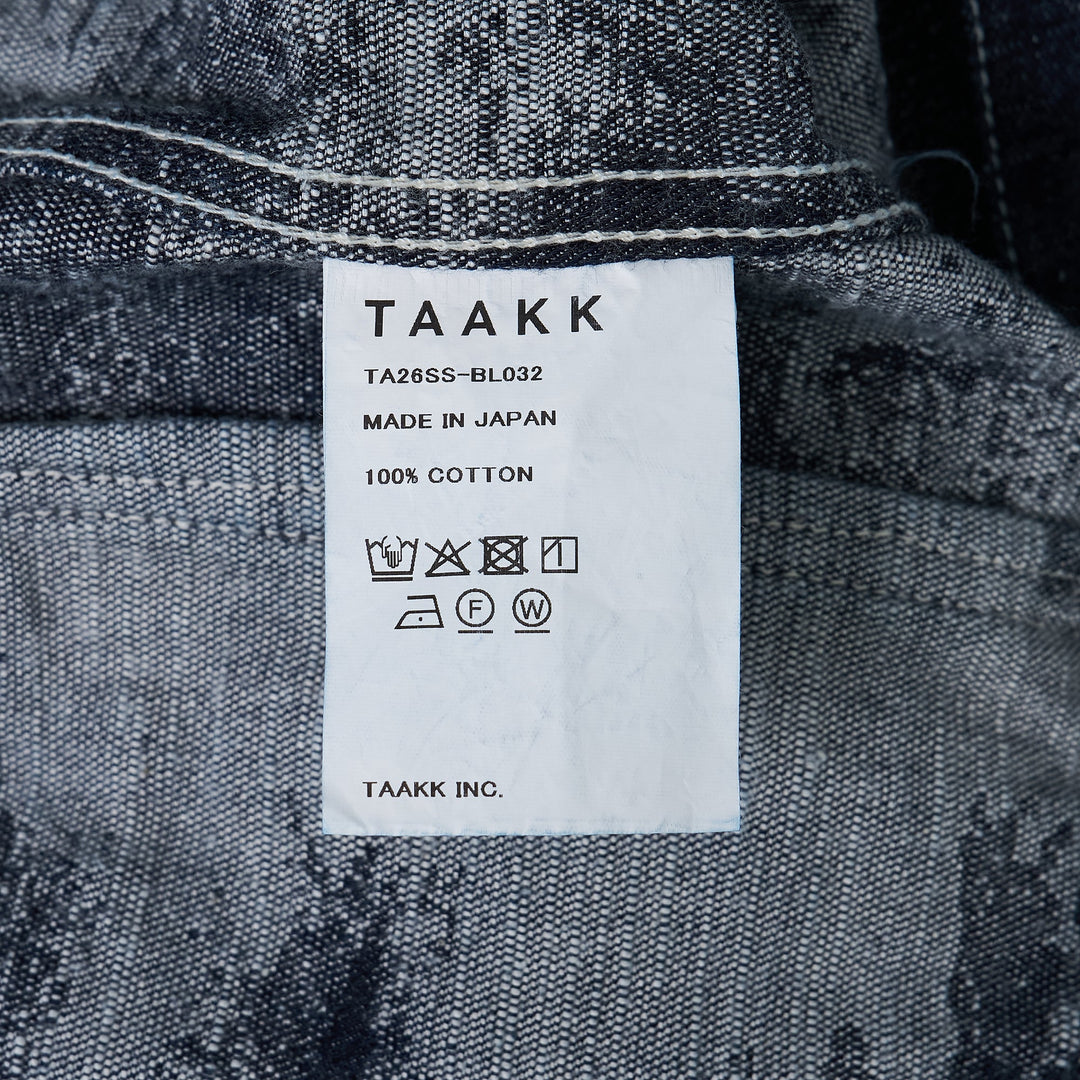 TAAKK
TA26SS-BL032
MADE IN JAPAN
100% COTTON
F W
TAAKK INC.